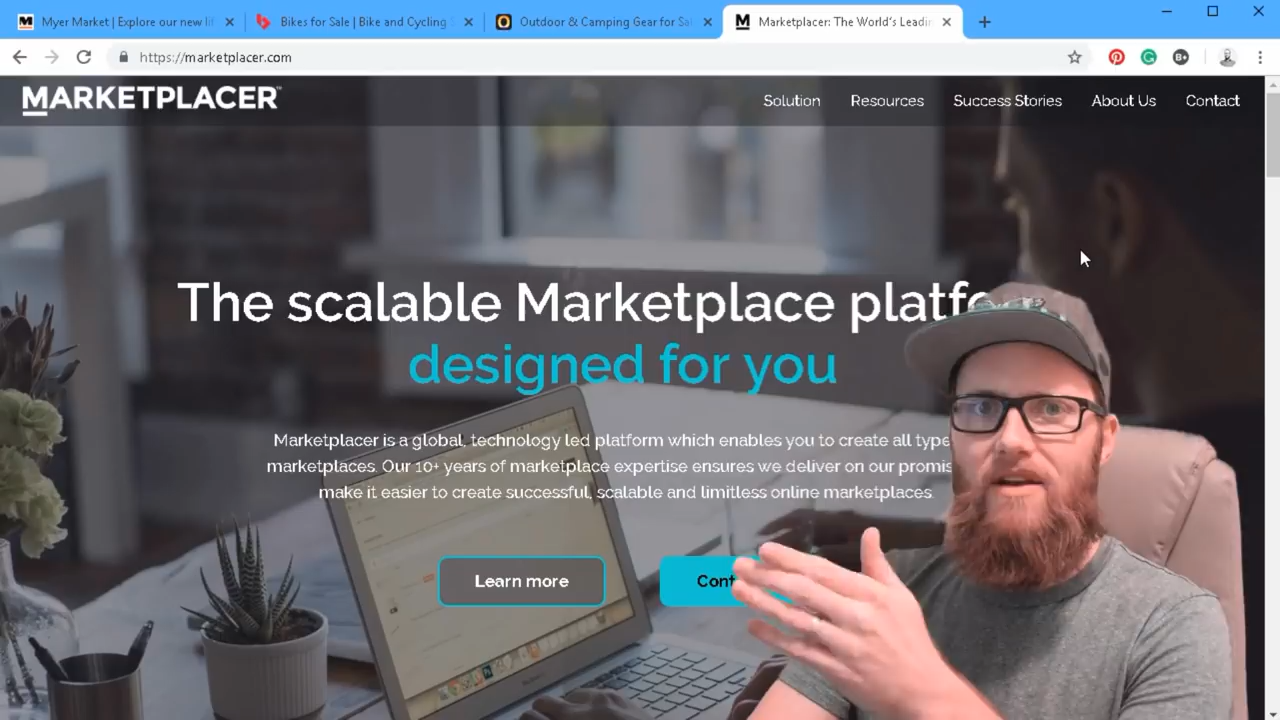 Myer Market | Explore our new li
Bikes for Sale | Bike and Cycling
Outdoor & Camping Gear for Sa
Marketplacer: The World's Leadin
https://marketplacer.com
MARKETPLACER
Solution
Resources
Success Stories
About Us
Contact
The scalable Marketplace platf
designed for you
Marketplacer is a global, technology led platform which enables you to create all type
marketplaces. Our 10+ years of marketplace expertise ensures we deliver on our promis
make it easier to create successful, scalable and limitless online marketplaces.
Learn more
Cont